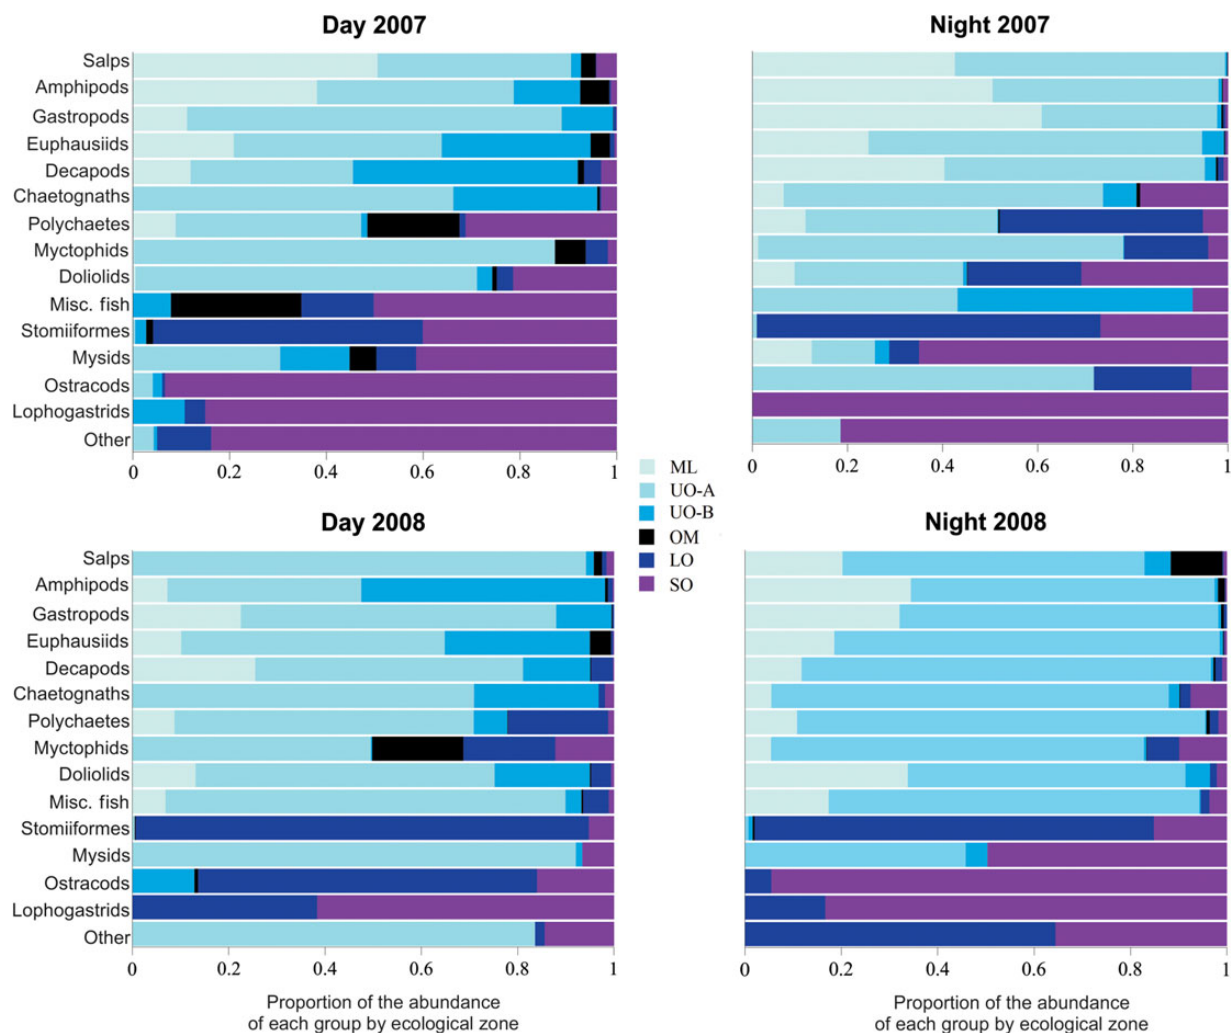 Day 2007
Night 2007
Salps
Amphipods
Gastropods
Euphausiids
Decapods
Chaetognaths
Polychaetes
Myctophids
Doliolids
Misc. fish
Stomiiformes
Mysids
Ostracods
Lophogastrids
Other
0 0.2 0.4 0.6 0.8 1
0 0.2 0.4 0.6 0.8 1
ML
UO-A
UO-B
OM
LO
SO
Day 2008
Night 2008
Salps
Amphipods
Gastropods
Euphausiids
Decapods
Chaetognaths
Polychaetes
Myctophids
Doliolids
Misc. fish
Stomiiformes
Mysids
Ostracods
Lophogastrids
Other
0 0.2 0.4 0.6 0.8 1
Proportion of the abundance
of each group by ecological zone
0 0.2 0.4 0.6 0.8 1
Proportion of the abundance
of each group by ecological zone